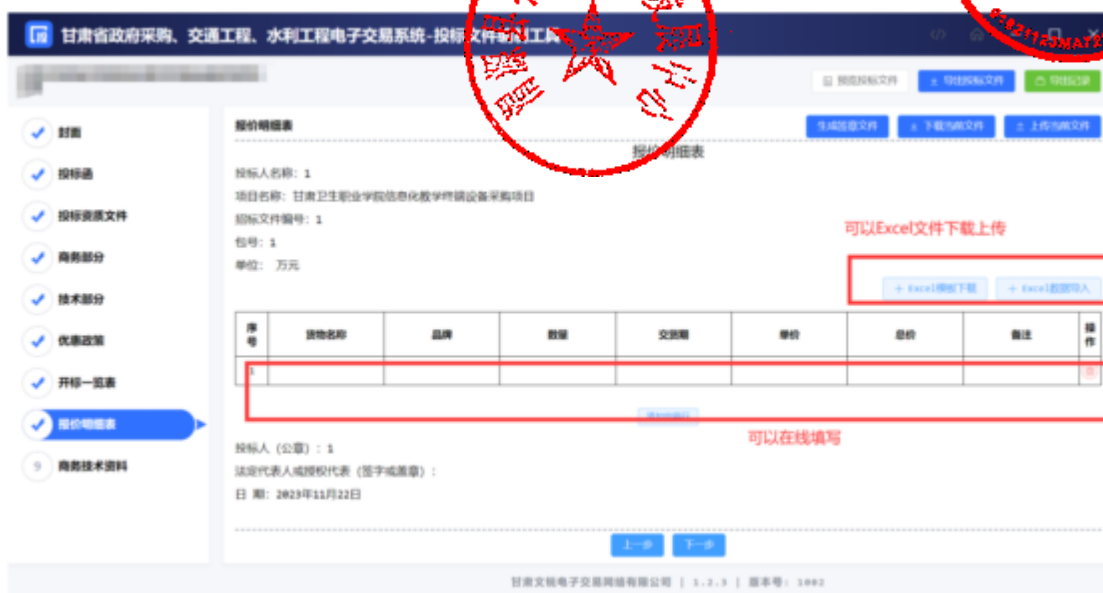 甘肃省政府采购、交通工程、水利工程电子交易系统-投标文件制作工具
预览投标文件 导出投标文件 导出记录
封面
投标函
投标资质文件
商务部分
技术部分
优惠政策
开标一览表
报价明细表
9 商务技术资料
报价明细表
生成签章文件 下载当前文件 上传当前文件
报价明细表
投标人名称: 1
项目名称: 甘肃卫生职业学院信息化教学终端设备采购项目
招标文件编号: 1
包号: 1
单位: 万元
可以Excel文件下载上传
+ Excel模板下载 + Excel数据导入
序号 货物名称 品牌 数量 交货期 单价 总价 备注 操作
1
可以在线填写
投标人 (公章) : 1
法定代表人或授权代表 (签字或盖章) :
日 期: 2023年11月22日
上一步 下一步
甘肃文锐电子交易网络有限公司 | 1.2.3 | 版本号: 1002